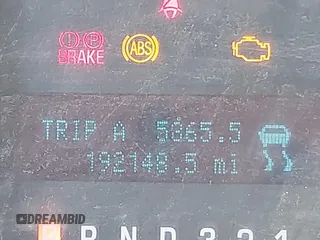 (!) (P)
BRAKE
ABS
TRIP A 5865.5
192148.5 mi
DREAMBID
R N D 3 2 1